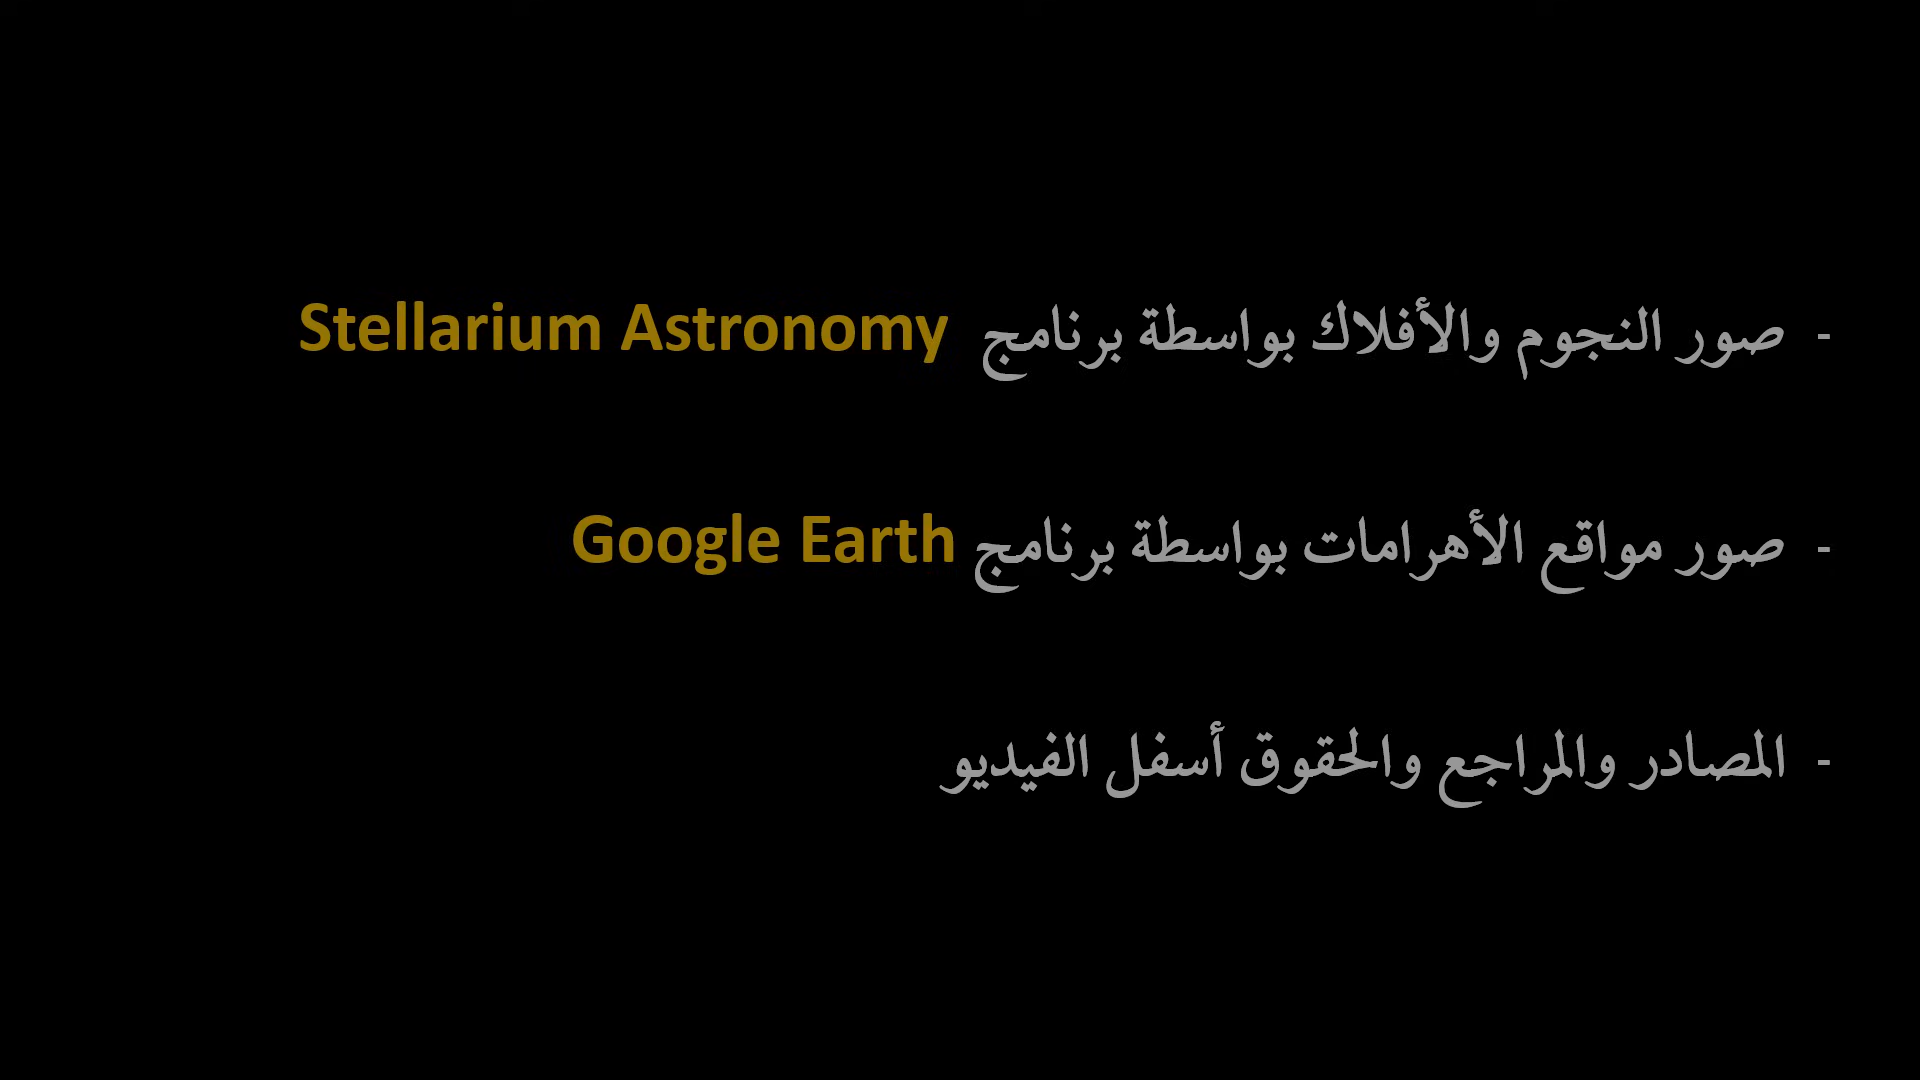 - صور النجوم والأفلاك بواسطة برنامج Stellarium Astronomy
- صور مواقع الأهرامات بواسطة برنامج Google Earth
- المصادر والمراجع والحقوق أسفل الفيديو